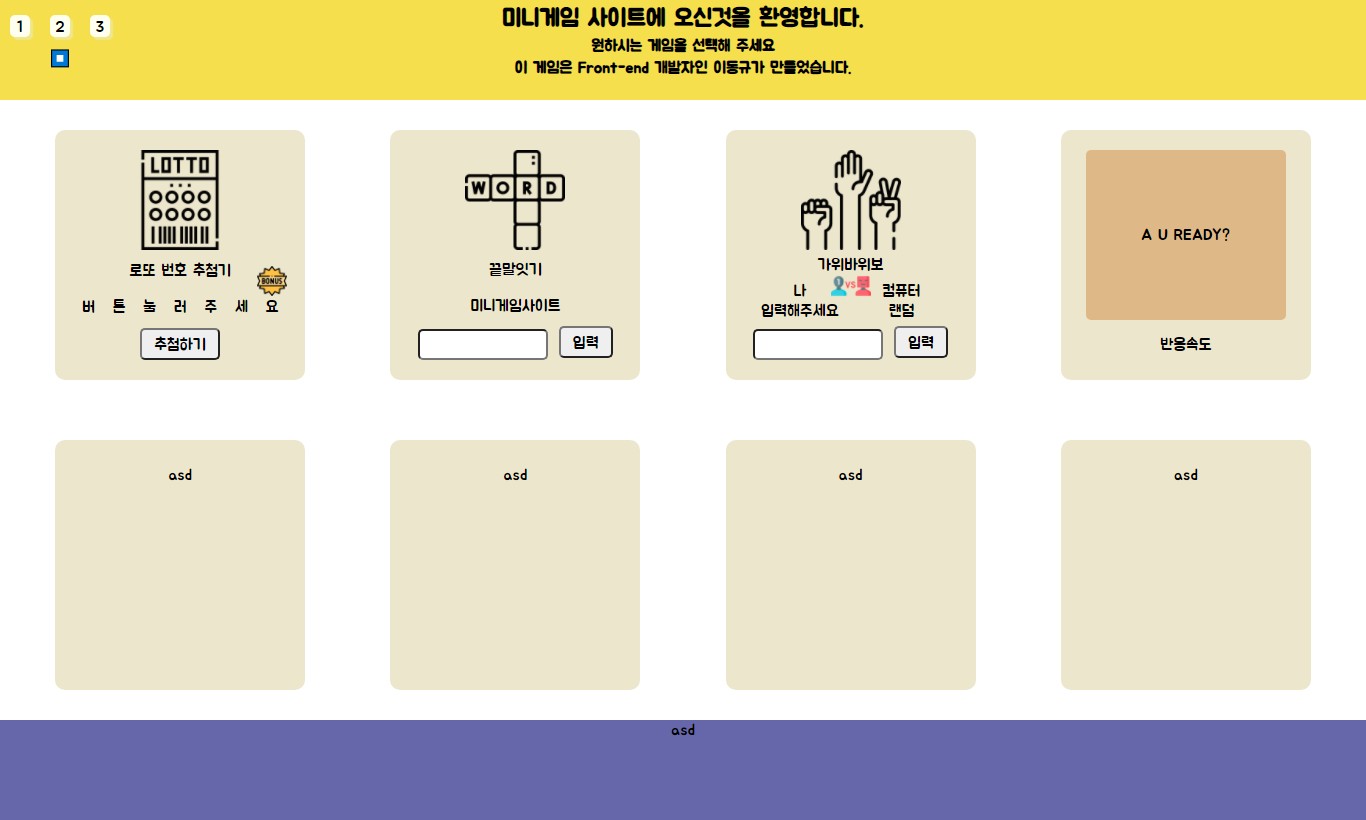 1 2 3
미니게임 사이트에 오신것을 환영합니다.
원하시는 게임을 선택해 주세요
이 게임은 Front-end 개발자인 이동규가 만들었습니다.
LOTTO
로또 번호 추첨기
BONUS
버 튼 눌 러 주 세 요
추첨하기
WORD
끝말잇기
미니게임사이트
입력
가위바위보
나 VS 컴퓨터
입력해주세요 랜덤
입력
A U READY?
반응속도
asd
asd
asd
asd
asd